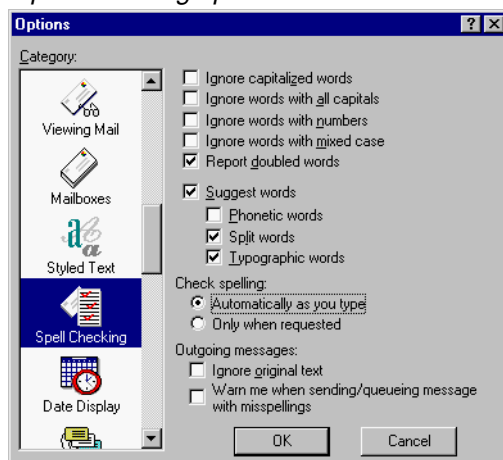 Options
Category:
Viewing Mail
Mailboxes
Styled Text
Spell Checking
Date Display
Ignore capitalized words
Ignore words with all capitals
Ignore words with numbers
Ignore words with mixed case
Report doubled words
Suggest words
Phonetic words
Split words
Typographic words
Check spelling:
Automatically as you type
Only when requested
Outgoing messages:
Ignore original text
Warn me when sending/queueing message
with misspellings
OK
Cancel